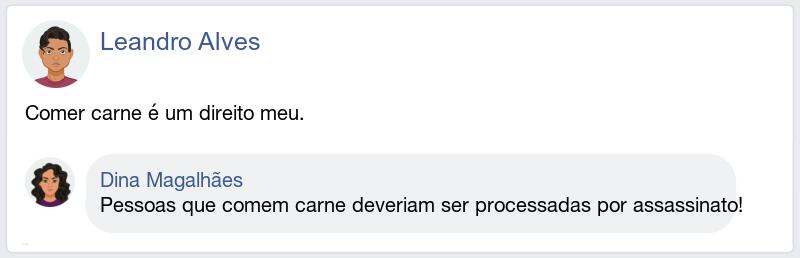 Leandro Alves
Comer carne é um direito meu.
Dina Magalhães
Pessoas que comem carne deveriam ser processadas por assassinato!